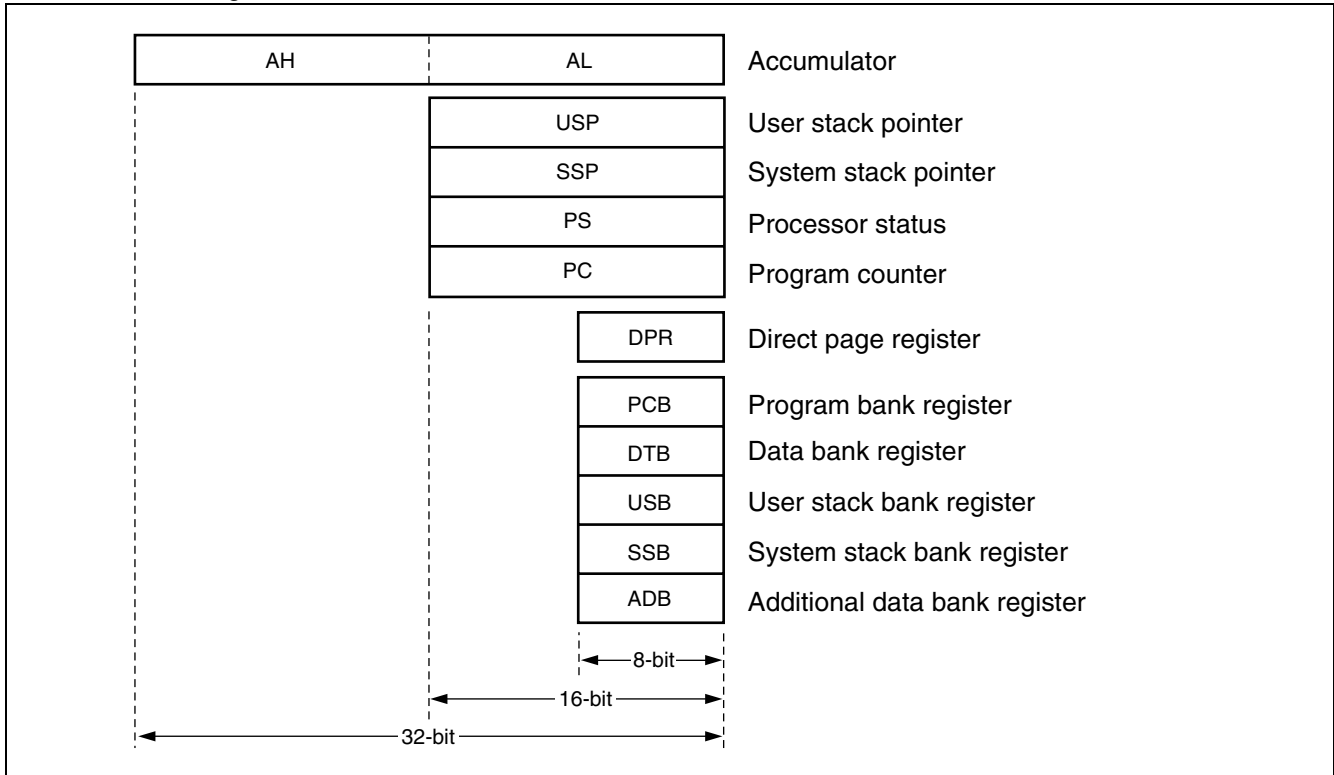 AH AL Accumulator
USP User stack pointer
SSP System stack pointer
PS Processor status
PC Program counter
DPR Direct page register
PCB Program bank register
DTB Data bank register
USB User stack bank register
SSB System stack bank register
ADB Additional data bank register
8-bit
16-bit
32-bit